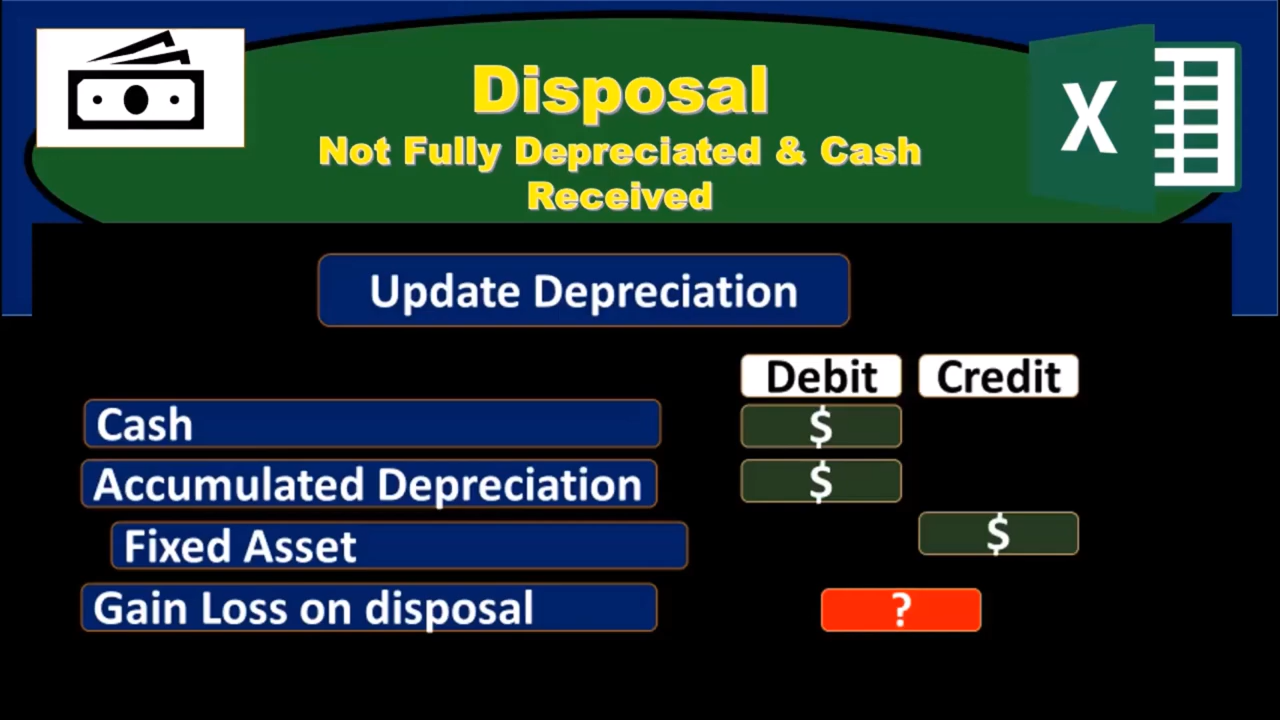 Disposal
Not Fully Depreciated & Cash
Received
X
Update Depreciation
Debit Credit
Cash $
Accumulated Depreciation $
Fixed Asset $
Gain Loss on disposal ?